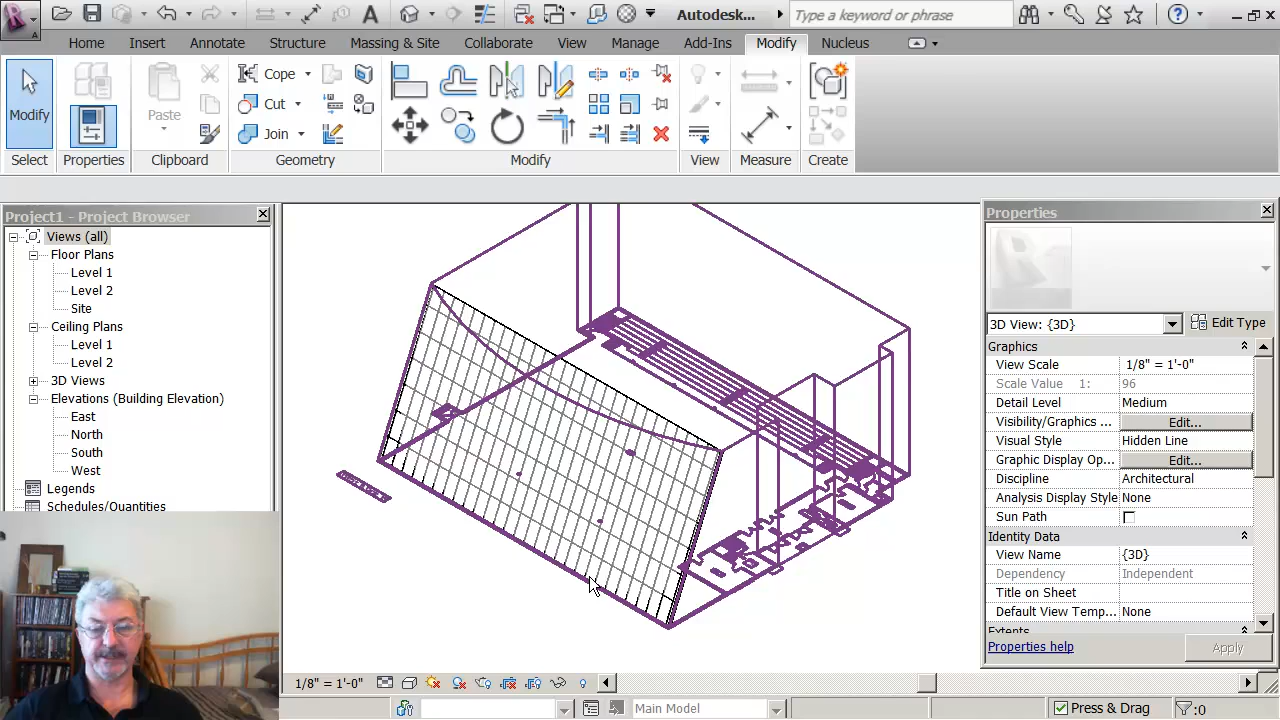 Autodesk...
Type a keyword or phrase
Home
Insert
Annotate
Structure
Massing & Site
Collaborate
View
Manage
Add-Ins
Modify
Nucleus
Modify
Paste
Cope
Cut
Join
Select
Properties
Clipboard
Geometry
Modify
View
Measure
Create
Project1 - Project Browser
Views (all)
Floor Plans
Level 1
Level 2
Site
Ceiling Plans
Level 1
Level 2
3D Views
Elevations (Building Elevation)
East
North
South
West
Legends
Schedules/Quantities
Properties
3D View: {3D}
Edit Type
Graphics
View Scale 1/8" = 1'-0"
Scale Value 1: 96
Detail Level Medium
Visibility/Graphics ... Edit...
Visual Style Hidden Line
Graphic Display Op... Edit...
Discipline Architectural
Analysis Display Style None
Sun Path
Identity Data
View Name {3D}
Dependency Independent
Title on Sheet
Default View Temp... None
Extents
Properties help
Apply
1/8" = 1'-0"
Main Model
Press & Drag
:0